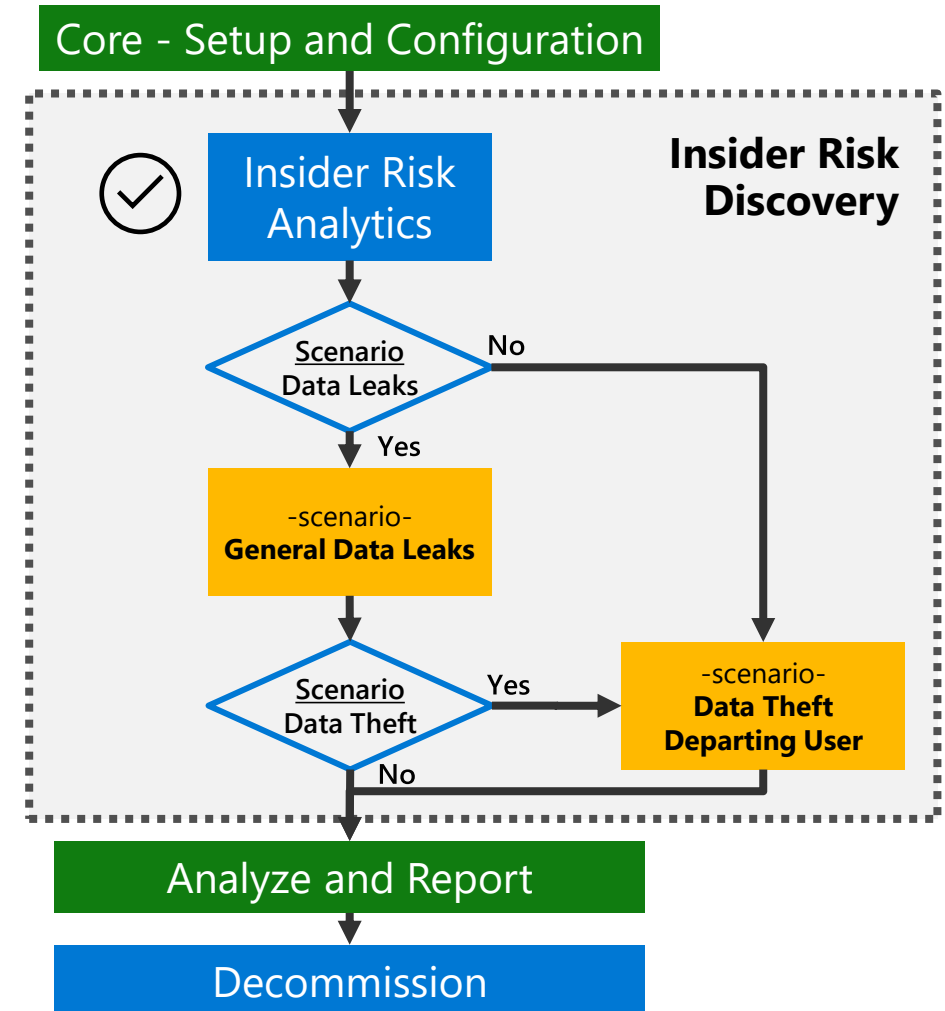 Core - Setup and Configuration
Insider Risk
Discovery
Insider Risk
Analytics
Scenario
Data Leaks
No
Yes
-scenario-
General Data Leaks
Scenario
Data Theft
Yes
No
-scenario-
Data Theft
Departing User
Analyze and Report
Decommission